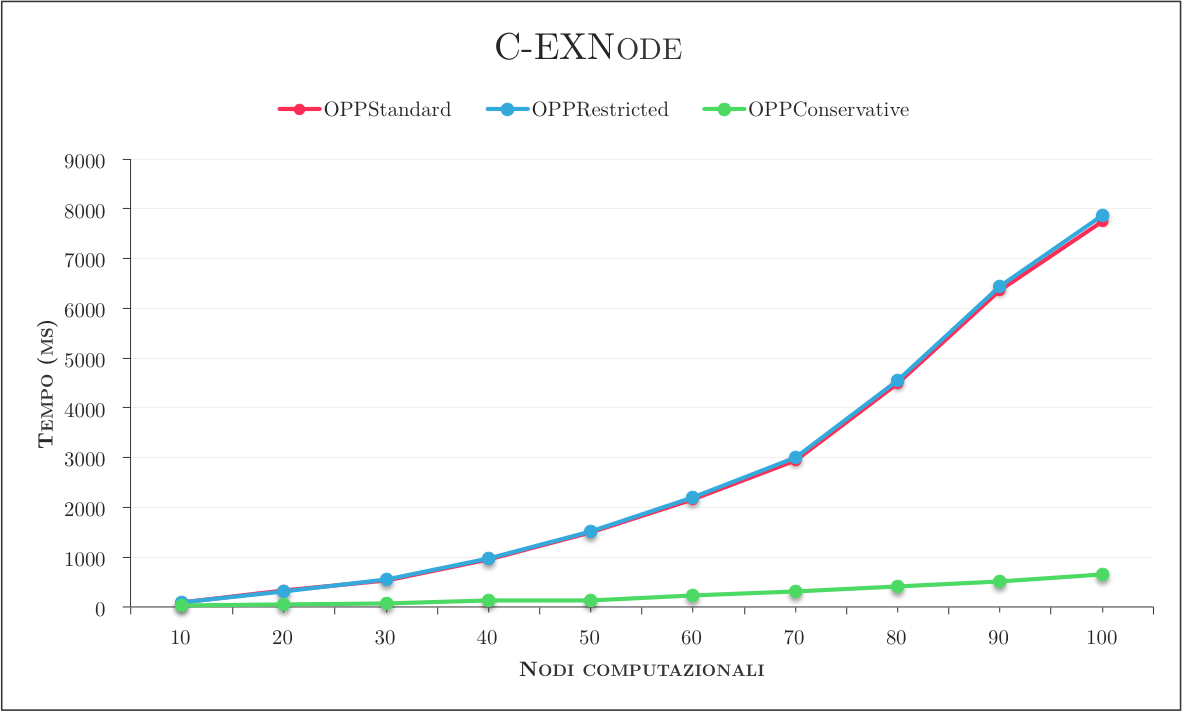 C-EXNode
OPPStandard OPPRestricted OPPConservative
9000
8000
7000
6000
5000
4000
3000
2000
1000
0
Tempo (ms)
10 20 30 40 50 60 70 80 90 100
Nodi computazionali